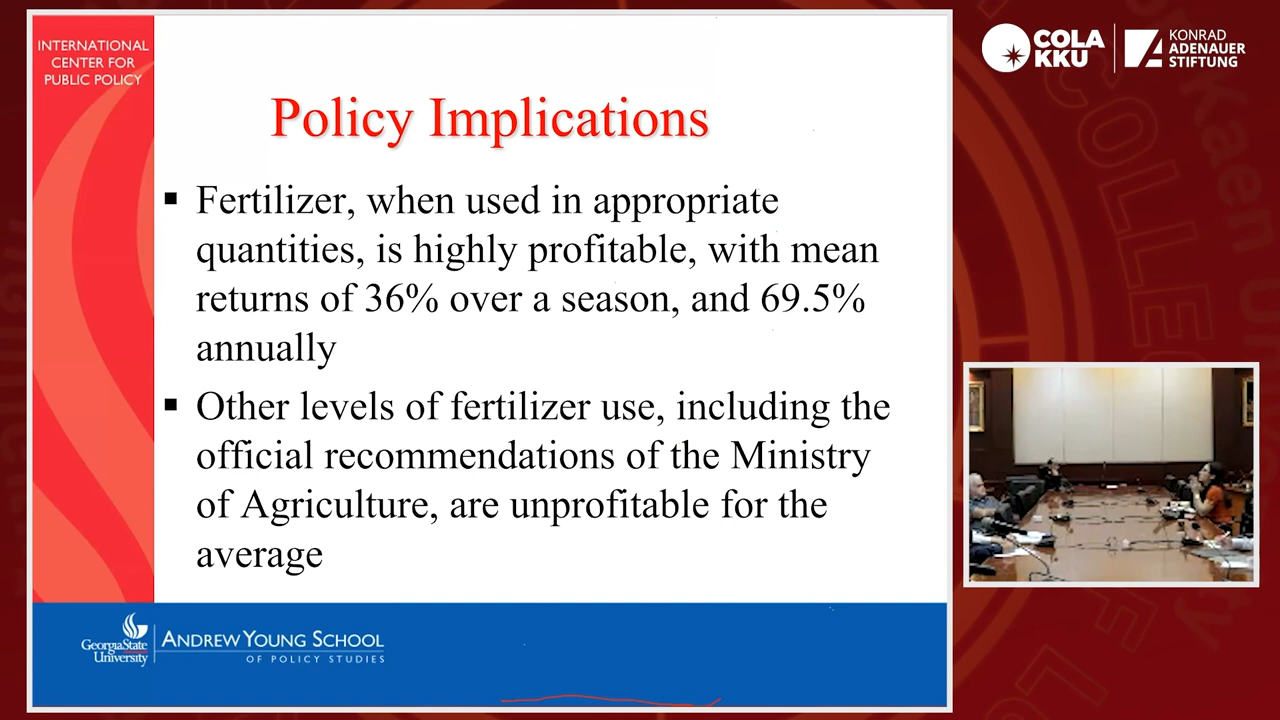 INTERNATIONAL
CENTER FOR
PUBLIC POLICY
Policy Implications
▪ Fertilizer, when used in appropriate
quantities, is highly profitable, with mean
returns of 36% over a season, and 69.5%
annually
▪ Other levels of fertilizer use, including the
official recommendations of the Ministry
of Agriculture, are unprofitable for the
average
GeorgiaState
University
ANDREW YOUNG SCHOOL
OF POLICY STUDIES
COLA
KKU
KONRAD
ADENAUER
STIFTUNG
COLLEGE